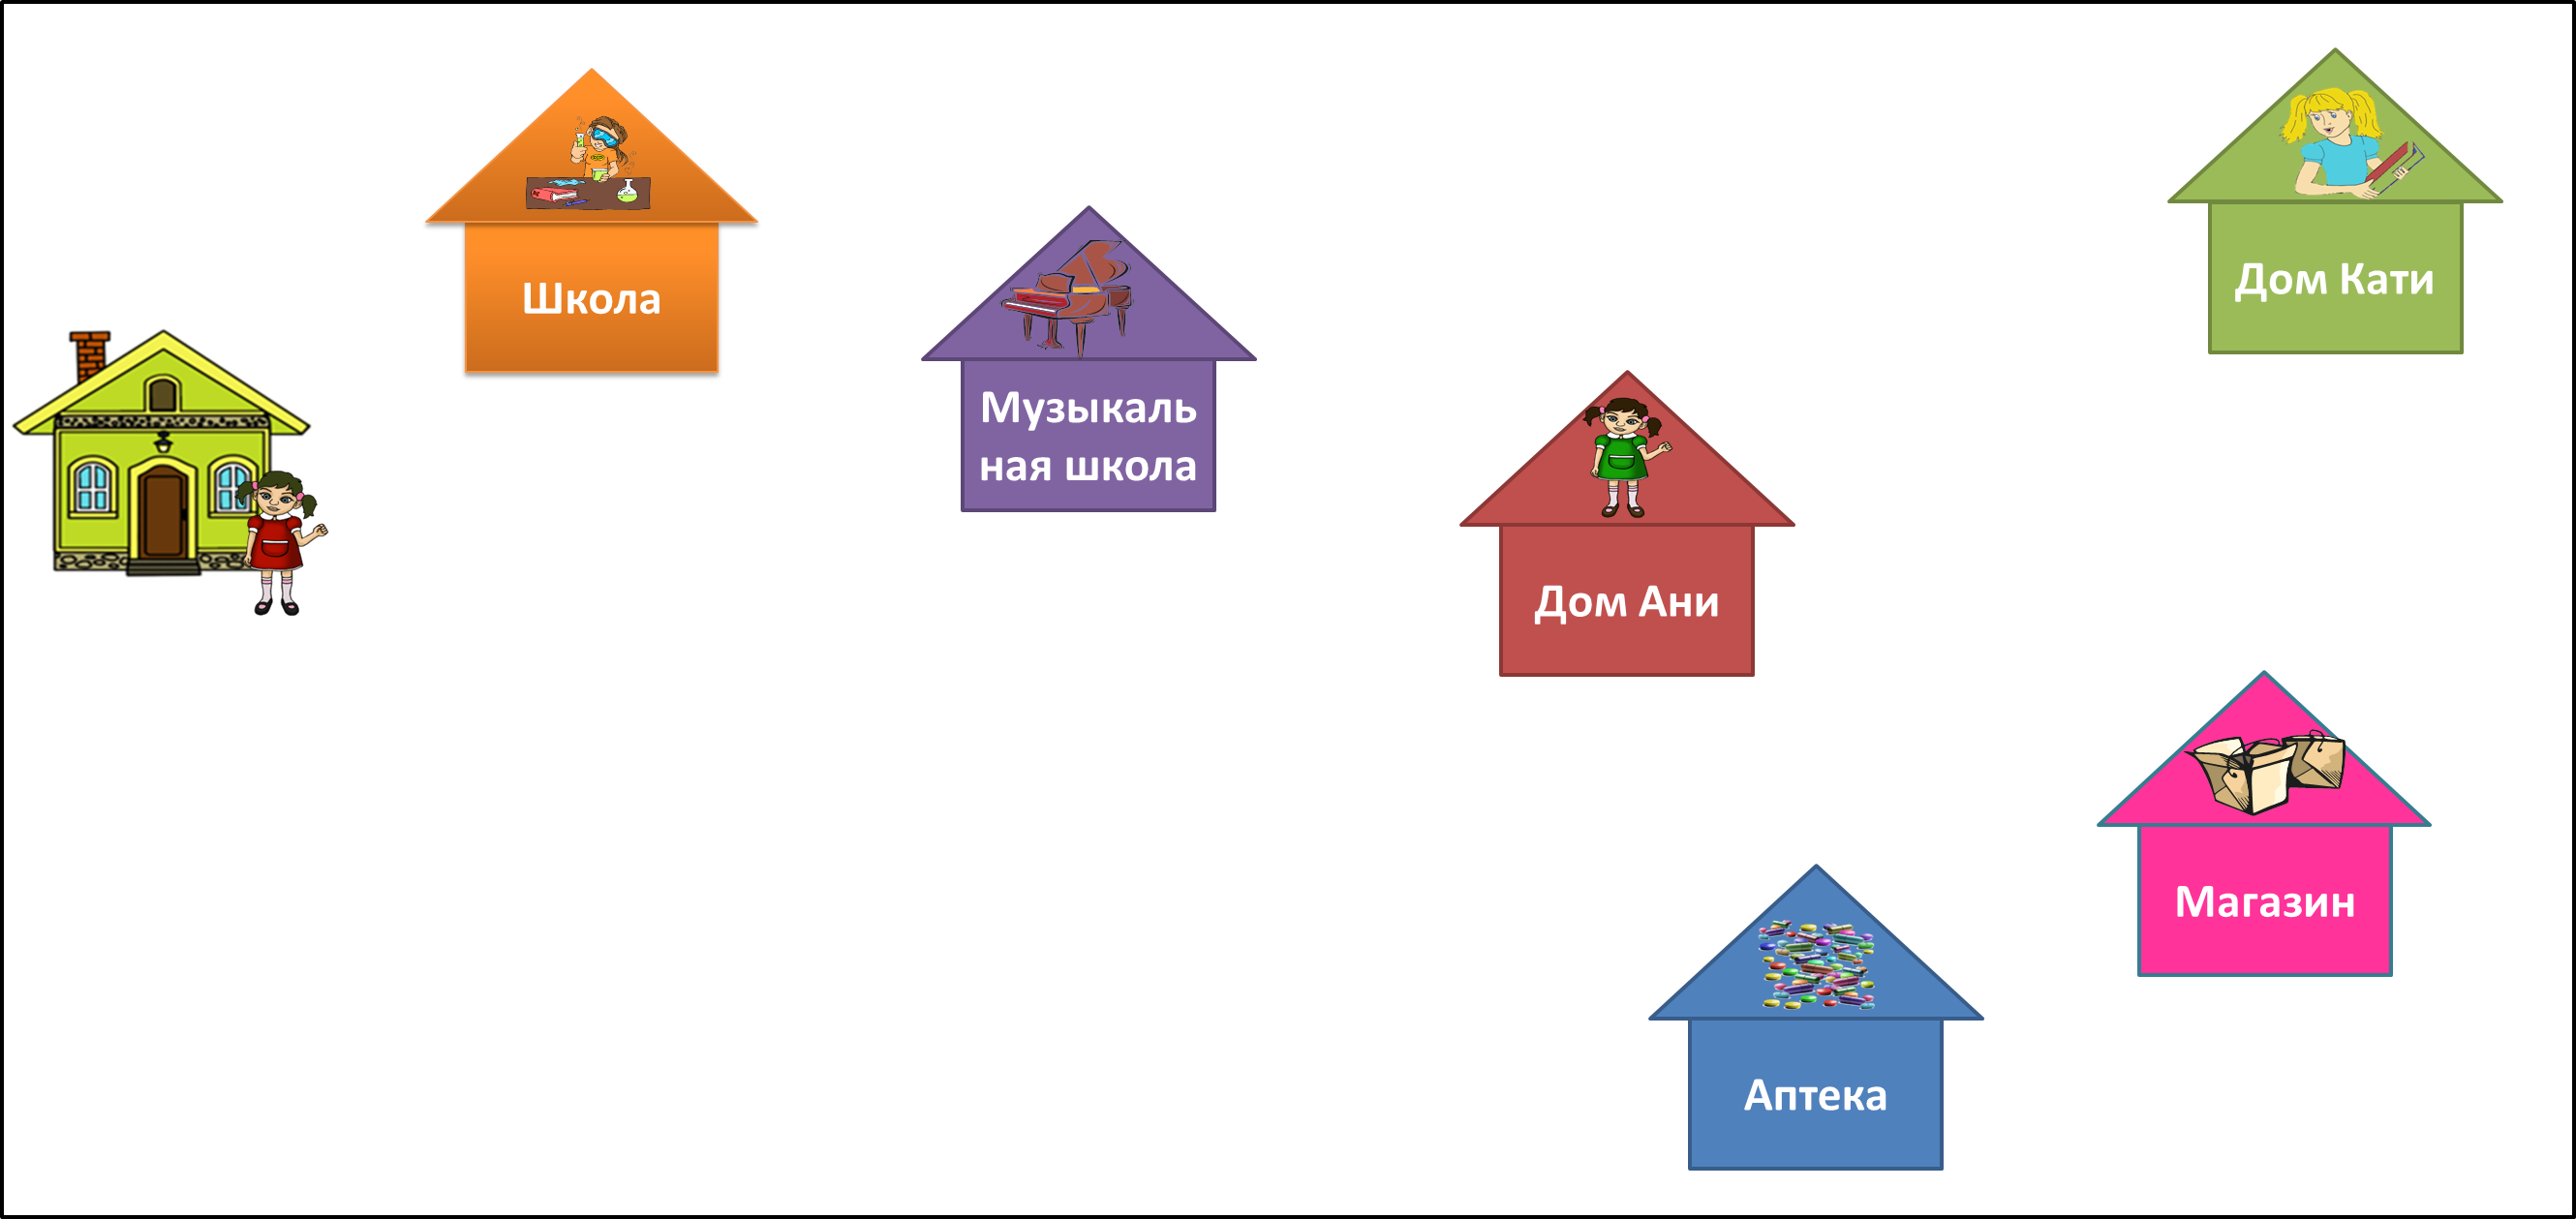 Школа
Музыкаль
ная школа
Дом Кати
Дом Ани
Магазин
Аптека